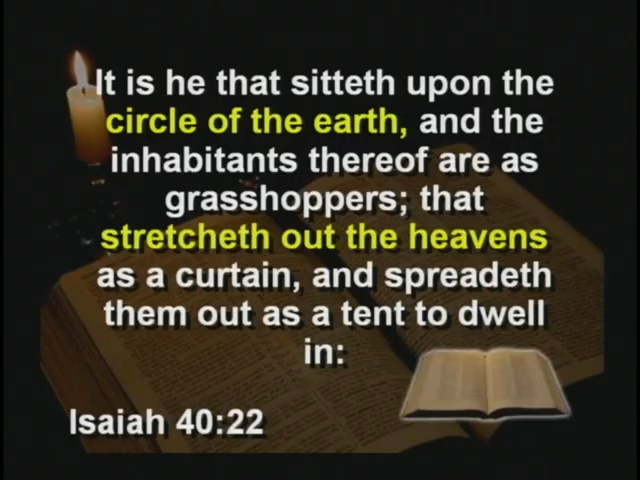 It is he that sitteth upon the
circle of the earth, and the
inhabitants thereof are as
grasshoppers; that
stretcheth out the heavens
as a curtain, and spreadeth
them out as a tent to dwell
in:
Isaiah 40:22